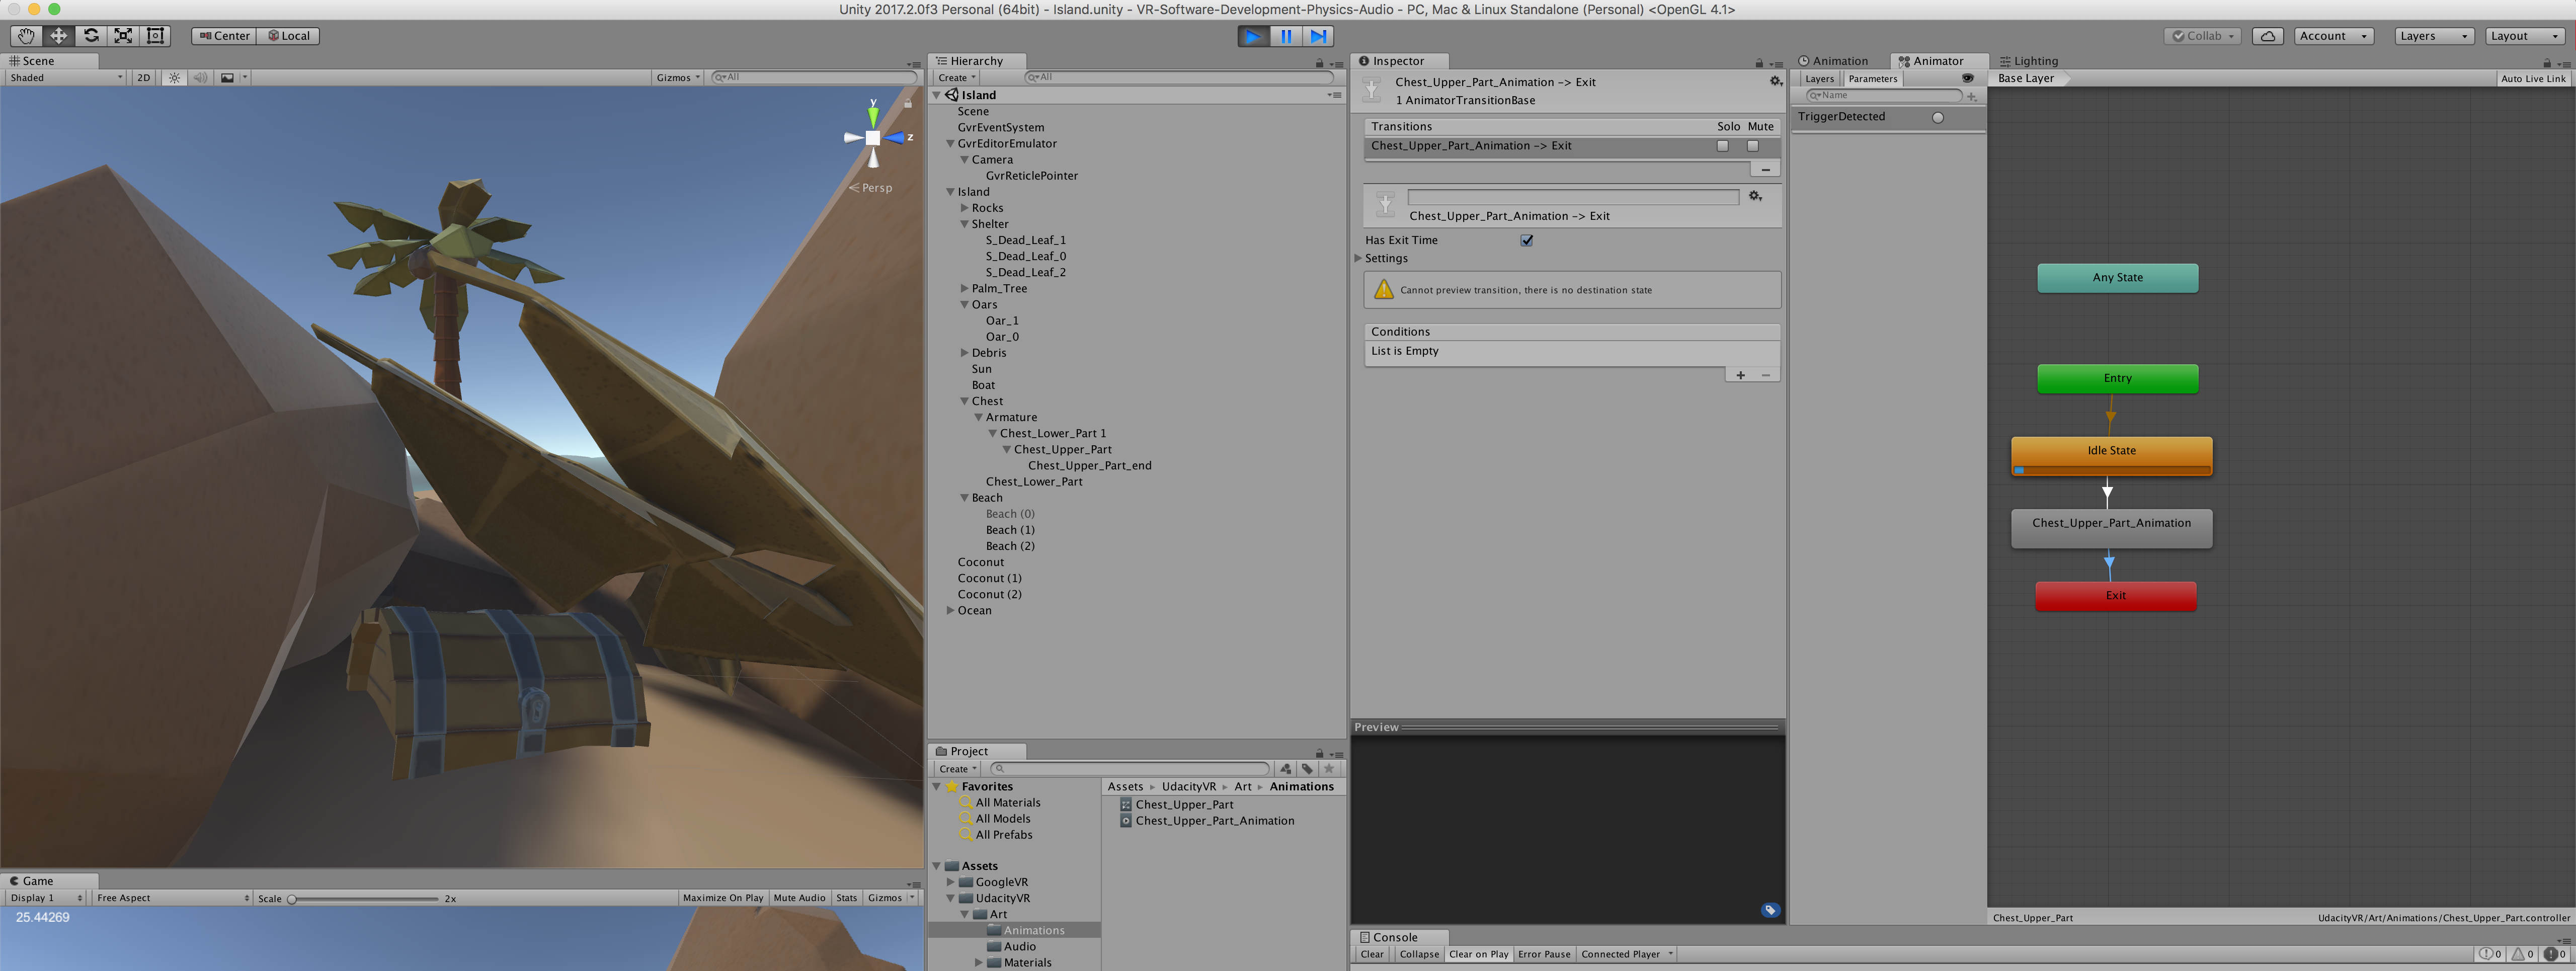 Unity 2017.2.0f3 Personal (64bit) - Island.unity - VR-Software-Development-Physics-Audio - PC, Mac & Linux Standalone (Personal) <OpenGL 4.1>
Center Local
Collab Account Layers Layout
Scene
Shaded 2D Gizmos All
y
z
Persp
Game
Display 1 Free Aspect Scale 2x Maximize On Play Mute Audio Stats Gizmos
25.44269
Hierarchy
Create All
Island
Scene
GvrEventSystem
GvrEditorEmulator
Camera
GvrReticlePointer
Island
Rocks
Shelter
S_Dead_Leaf_1
S_Dead_Leaf_0
S_Dead_Leaf_2
Palm_Tree
Oars
Oar_1
Oar_0
Debris
Sun
Boat
Chest
Armature
Chest_Lower_Part 1
Chest_Upper_Part
Chest_Upper_Part_end
Chest_Lower_Part
Beach
Beach (0)
Beach (1)
Beach (2)
Coconut
Coconut (1)
Coconut (2)
Ocean
Project
Create
Favorites
All Materials
All Models
All Prefabs
Assets
GoogleVR
UdacityVR
Art
Animations
Audio
Materials
Assets UdacityVR Art Animations
Chest_Upper_Part
Chest_Upper_Part_Animation
Inspector
Chest_Upper_Part_Animation -> Exit
1 AnimatorTransitionBase
Transitions Solo Mute
Chest_Upper_Part_Animation -> Exit
Chest_Upper_Part_Animation -> Exit
Has Exit Time
Settings
Cannot preview transition, there is no destination state
Conditions
List is Empty
Preview
Console
Clear Collapse Clear on Play Error Pause Connected Player 0 0 0
Animation Animator Lighting
Layers Parameters Base Layer Auto Live Link
Name
TriggerDetected
Any State
Entry
Idle State
Chest_Upper_Part_Animation
Exit
Chest_Upper_Part UdacityVR/Art/Animations/Chest_Upper_Part.controller